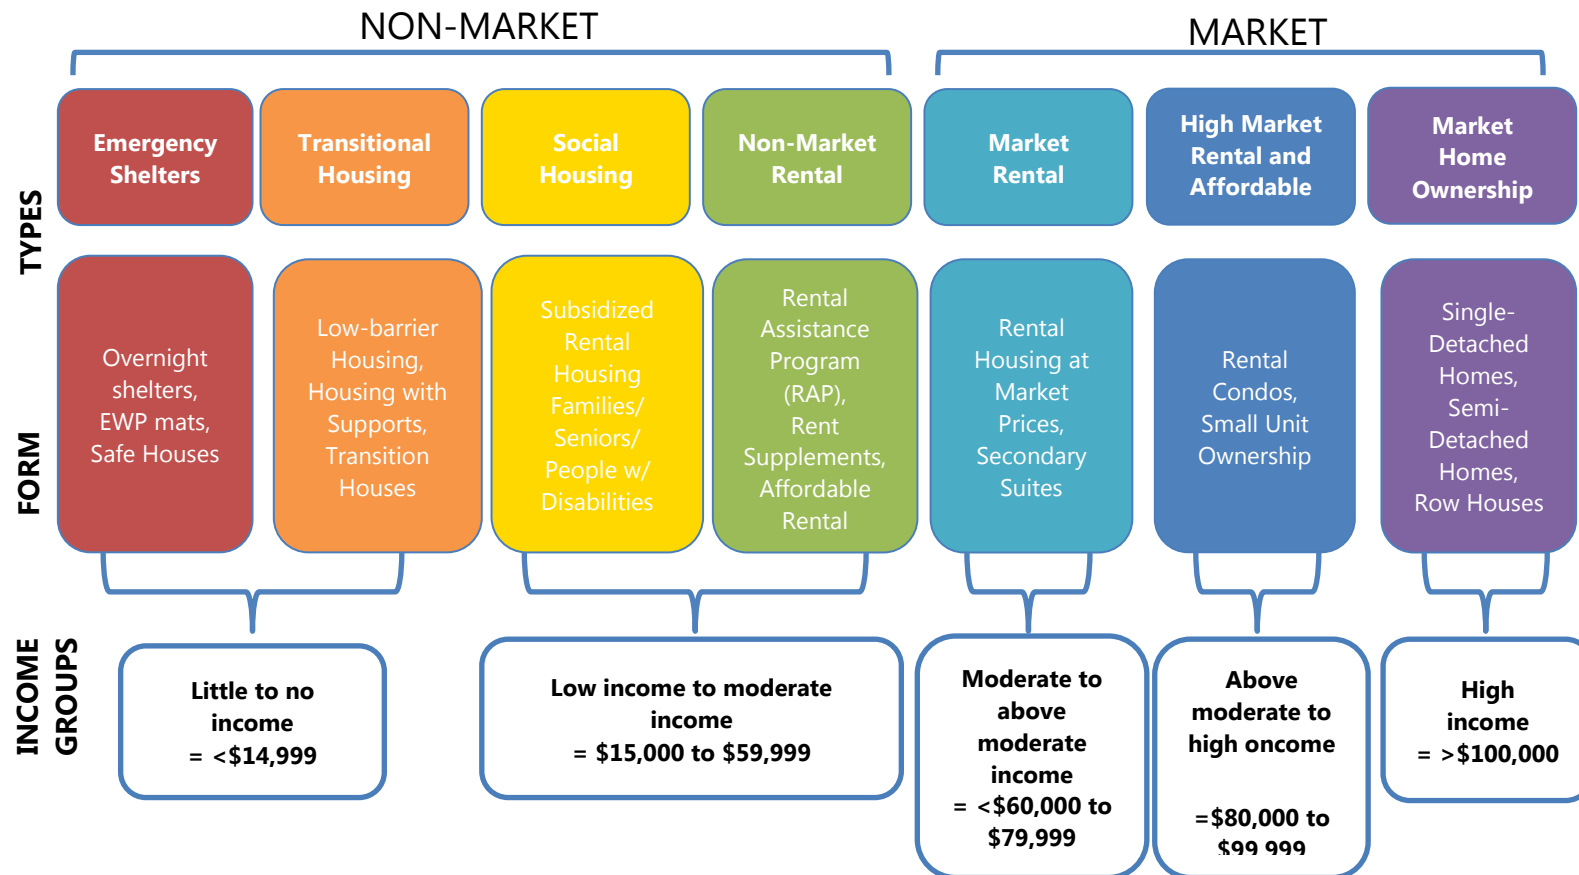 NON-MARKET
MARKET
TYPES
Emergency
Shelters
Transitional
Housing
Social
Housing
Non-Market
Rental
Market
Rental
High Market
Rental and
Affordable
Market
Home
Ownership
FORM
Overnight
shelters,
EWP mats,
Safe Houses
Low-barrier
Housing,
Housing with
Supports,
Transition
Houses
Subsidized
Rental
Housing
Families/
Seniors/
People w/
Disabilities
Rental
Assistance
Program
(RAP),
Rent
Supplements,
Affordable
Rental
Rental
Housing at
Market
Prices,
Secondary
Suites
Rental
Condos,
Small Unit
Ownership
Single-
Detached
Homes,
Semi-
Detached
Homes,
Row Houses
INCOME
GROUPS
Little to no
income
= <$14,999
Low income to moderate
income
= $15,000 to $59,999
Moderate to
above
moderate
income
= <$60,000 to
$79,999
Above
moderate to
high oncome
=$80,000 to
$99,999
High
income
= >$100,000